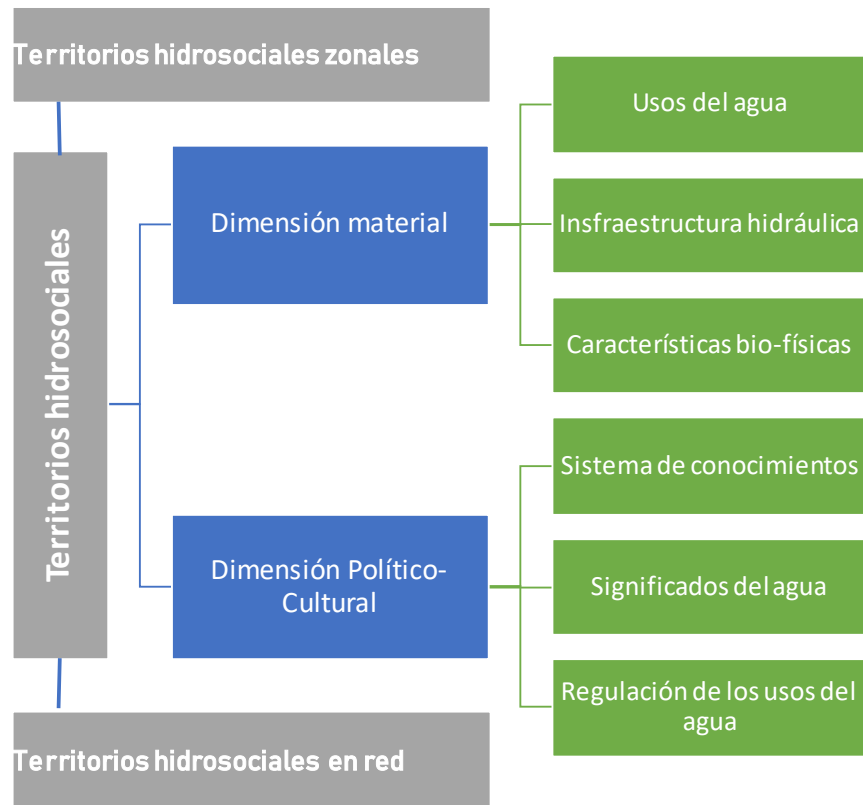 Territorios hidrosociales zonales
Territorios hidrosociales
Dimensión material
Usos del agua
Insfraestructura hidráulica
Características bio-físicas
Dimensión Político-
Cultural
Sistema de conocimientos
Significados del agua
Regulación de los usos del
agua
Territorios hidrosociales en red